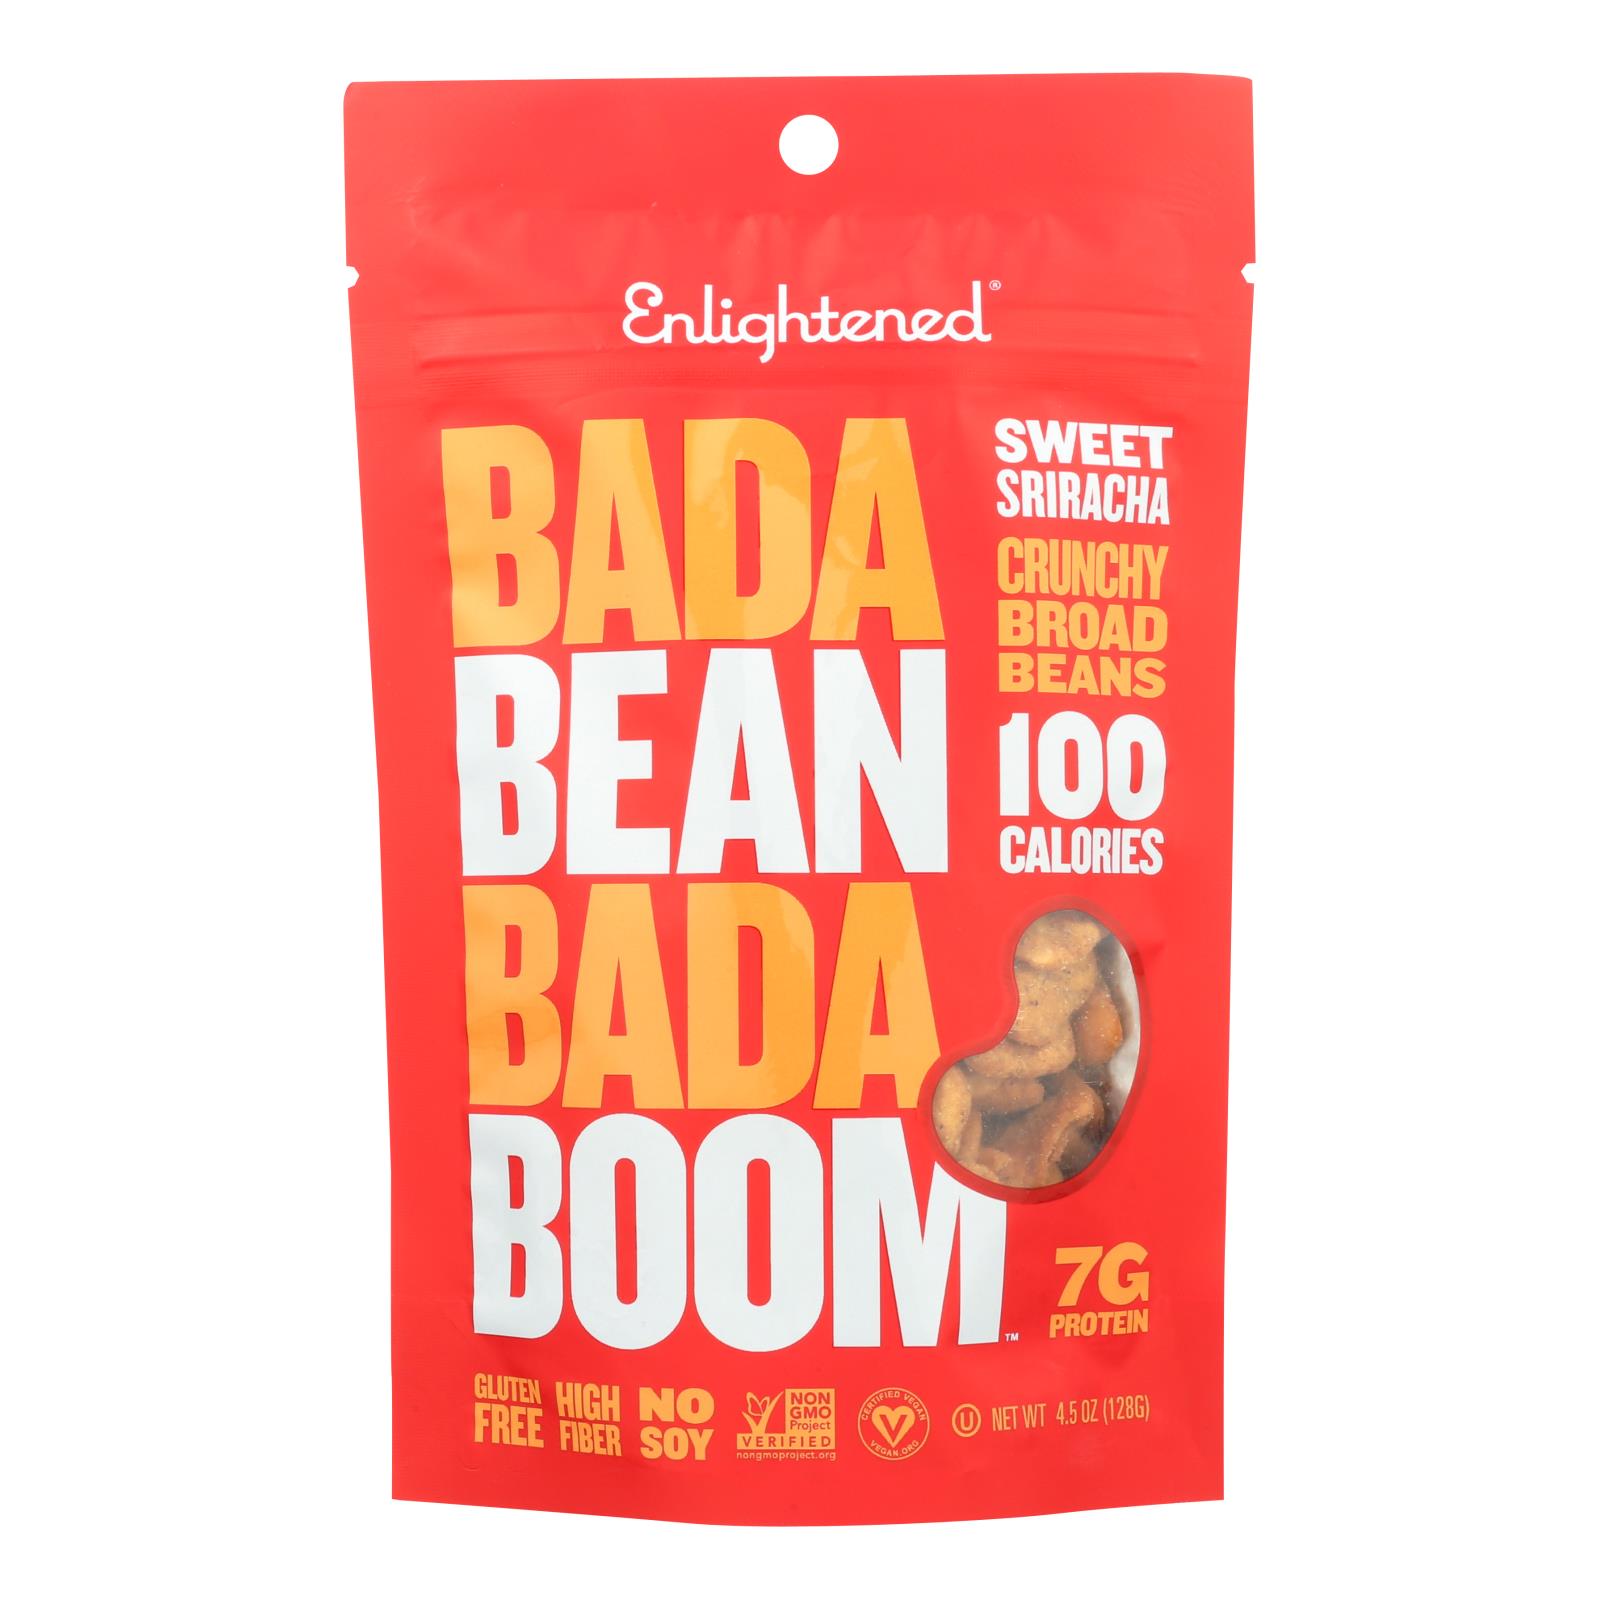 Enlightened®
BADA
BEAN
BADA
BOOM™
SWEET
SRIRACHA
CRUNCHY
BROAD
BEANS
100
CALORIES
7G
PROTEIN
GLUTEN
FREE
HIGH
FIBER
NO
SOY
NON
GMO
Project
VERIFIED
nongmoproject.org
CERTIFIED VEGAN
V
VEGAN.ORG
U
NET WT 4.5 OZ (128G)